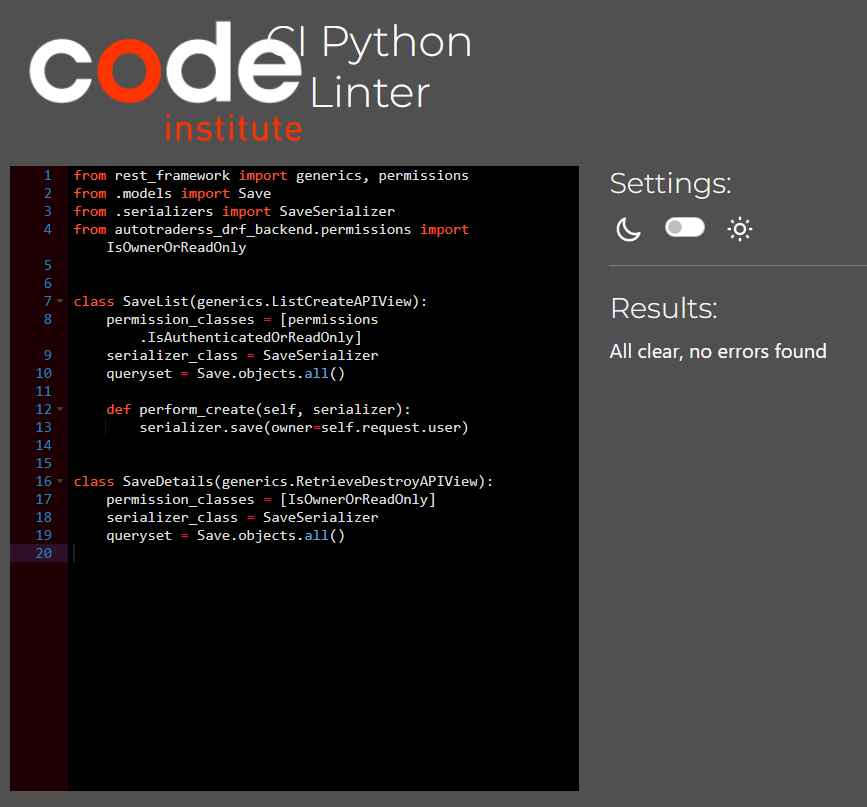 code
institute
CI Python
Linter
1 from rest_framework import generics, permissions
2 from .models import Save
3 from .serializers import SaveSerializer
4 from autotraderss_drf_backend.permissions import
IsOwnerOrReadOnly
5
6
7 class SaveList(generics.ListCreateAPIView):
8 permission_classes = [permissions
.IsAuthenticatedOrReadOnly]
9 serializer_class = SaveSerializer
10 queryset = Save.objects.all()
11
12 def perform_create(self, serializer):
13 serializer.save(owner=self.request.user)
14
15
16 class SaveDetails(generics.RetrieveDestroyAPIView):
17 permission_classes = [IsOwnerOrReadOnly]
18 serializer_class = SaveSerializer
19 queryset = Save.objects.all()
20
Settings:
Results:
All clear, no errors found